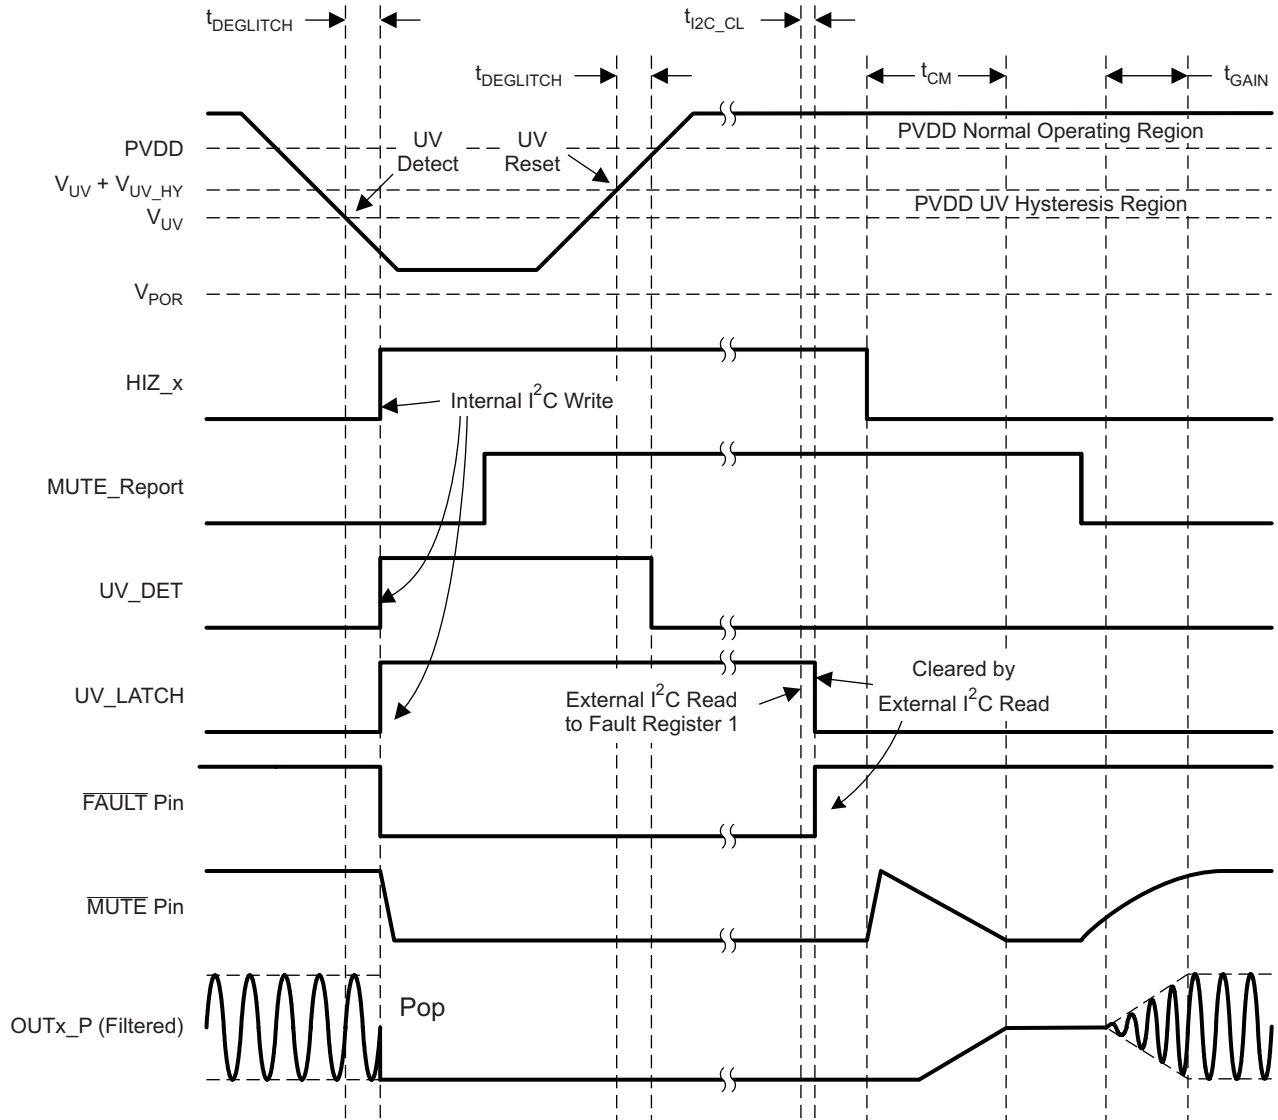 tDEGLITCH
tI2C_CL
tDEGLITCH
tCM
tGAIN
PVDD
UV
Detect
UV
Reset
PVDD Normal Operating Region
VUV + VUV_HY
VUV
PVDD UV Hysteresis Region
VPOR
HIZ_x
Internal I2C Write
MUTE_Report
UV_DET
UV_LATCH
External I2C Read
to Fault Register 1
Cleared by
External I2C Read
FAULT Pin
MUTE Pin
Pop
OUTx_P (Filtered)